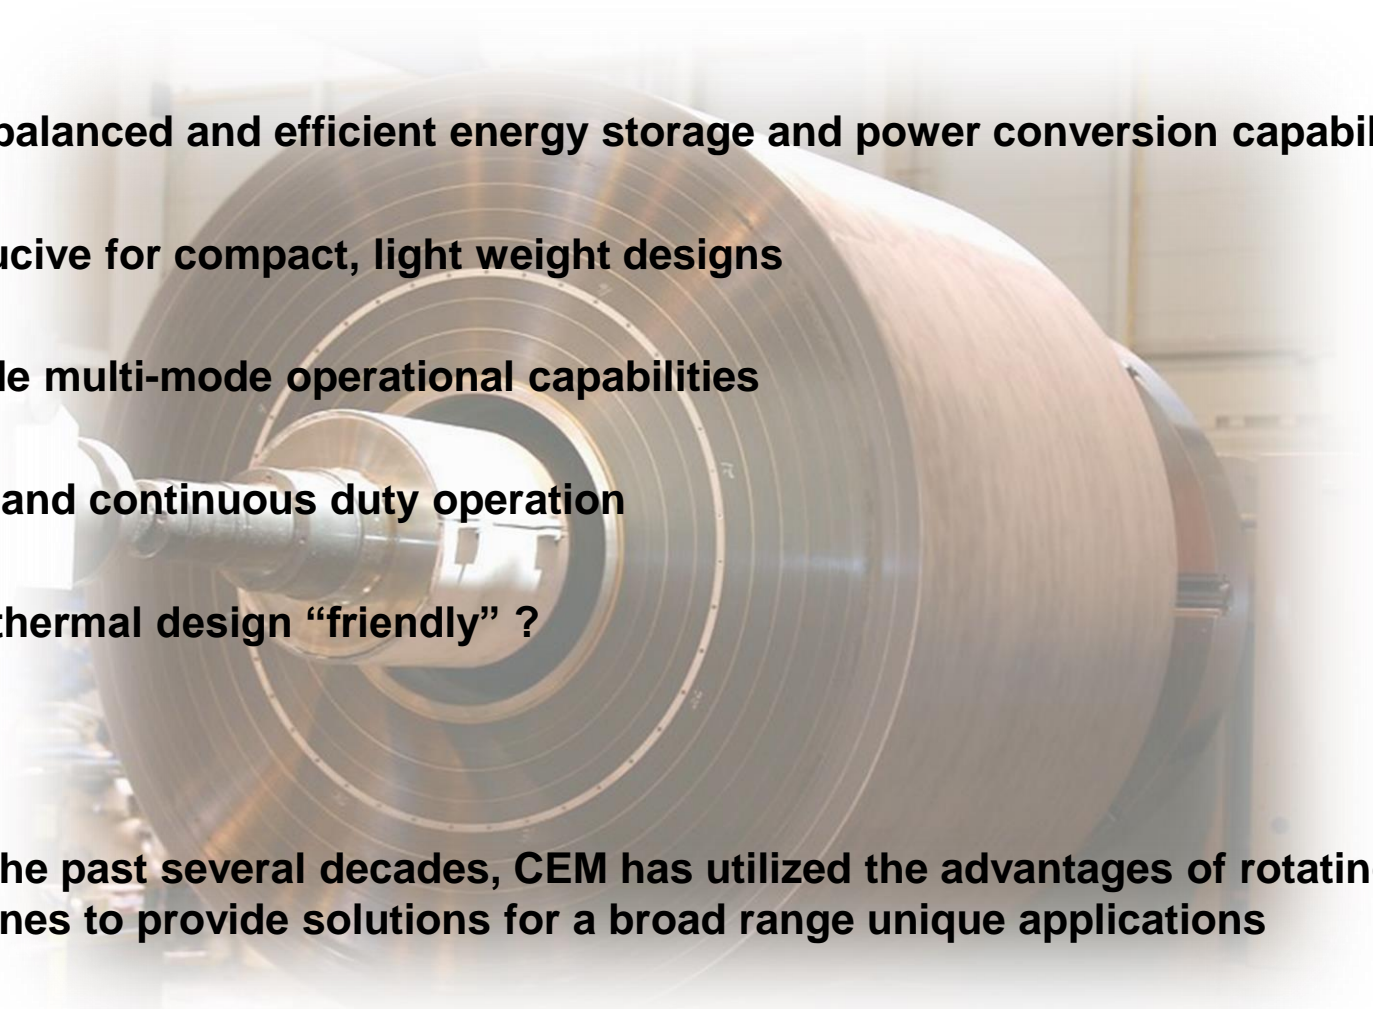 balanced and efficient energy storage and power conversion capabil
ucive for compact, light weight designs
le multi-mode operational capabilities
and continuous duty operation
thermal design “friendly” ?
he past several decades, CEM has utilized the advantages of rotatin
nes to provide solutions for a broad range unique applications